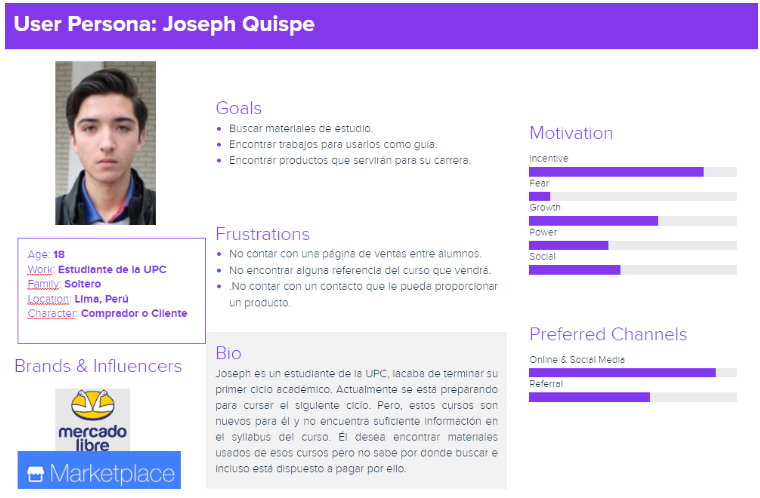 User Persona: Joseph Quispe
Goals
Buscar materiales de estudio.
Encontrar trabajos para usarlos como guía.
Encontrar productos que servirán para su carrera.
Frustrations
No contar con una página de ventas entre alumnos.
No encontrar alguna referencia del curso que vendrá.
.No contar con un contacto que le pueda proporcionar
un producto.
Age: 18
Work: Estudiante de la UPC
Family: Soltero
Location: Lima, Perú
Character: Comprador o Cliente
Brands & Influencers
mercado
libre
Marketplace
Bio
Joseph es un estudiante de la UPC, lacaba de terminar su
primer ciclo académico. Actualmente se está preparando
para cursar el siguiente ciclo. Pero, estos cursos son
nuevos para él y no encuentra suficiente información en
el syllabus del curso. Él desea encontrar materiales
usados de esos cursos pero no sabe por donde buscar e
incluso está dispuesto a pagar por ello.
Motivation
Incentive
Fear
Growth
Power
Social
Preferred Channels
Online & Social Media
Referral